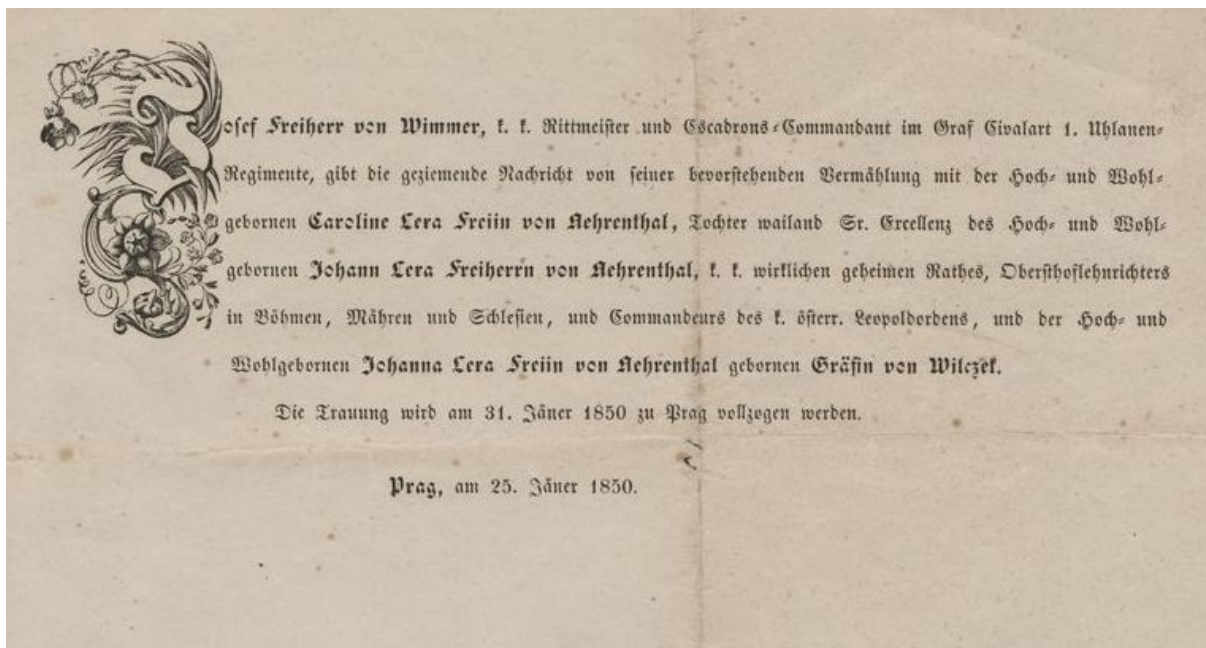 Josef Freiherr von Wimmer, k. k. Rittmeister und Escadrons-Commandant im Graf Civalart 1. Uhlanen-
Regimente, gibt die geziemende Nachricht von seiner bevorstehenden Vermählung mit der Hoch- und Wohl-
gebornen Caroline Lexa Freiin von Aehrenthal, Tochter wailand Sr. Excellenz des Hoch- und Wohl-
gebornen Johann Lexa Freiherrn von Aehrenthal, k. k. wirklichen geheimen Rathes, Obersthoflehnrichters
in Böhmen, Mähren und Schlesien, und Commandeurs des k. österr. Leopoldordens, und der Hoch- und
Wohlgebornen Johanna Lexa Freiin von Aehrenthal gebornen Gräfin von Wilczek.
Die Trauung wird am 31. Jäner 1850 zu Prag vollzogen werden.
Prag, am 25. Jäner 1850.